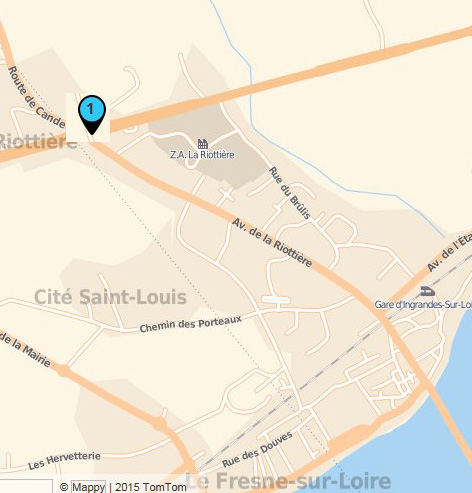 Route de Cande
1
Riottière
Z.A. La Riottière
Rue du Brûlis
Av. de la Riottière
Av. de l'Éta
Cité Saint-Louis
Gare d'Ingrandes-Sur-Loi
Chemin des Porteaux
de la Mairie
Rue des Douves
Les Hervetterie
Le Fresne-sur-Loire
© Mappy | 2015 TomTom